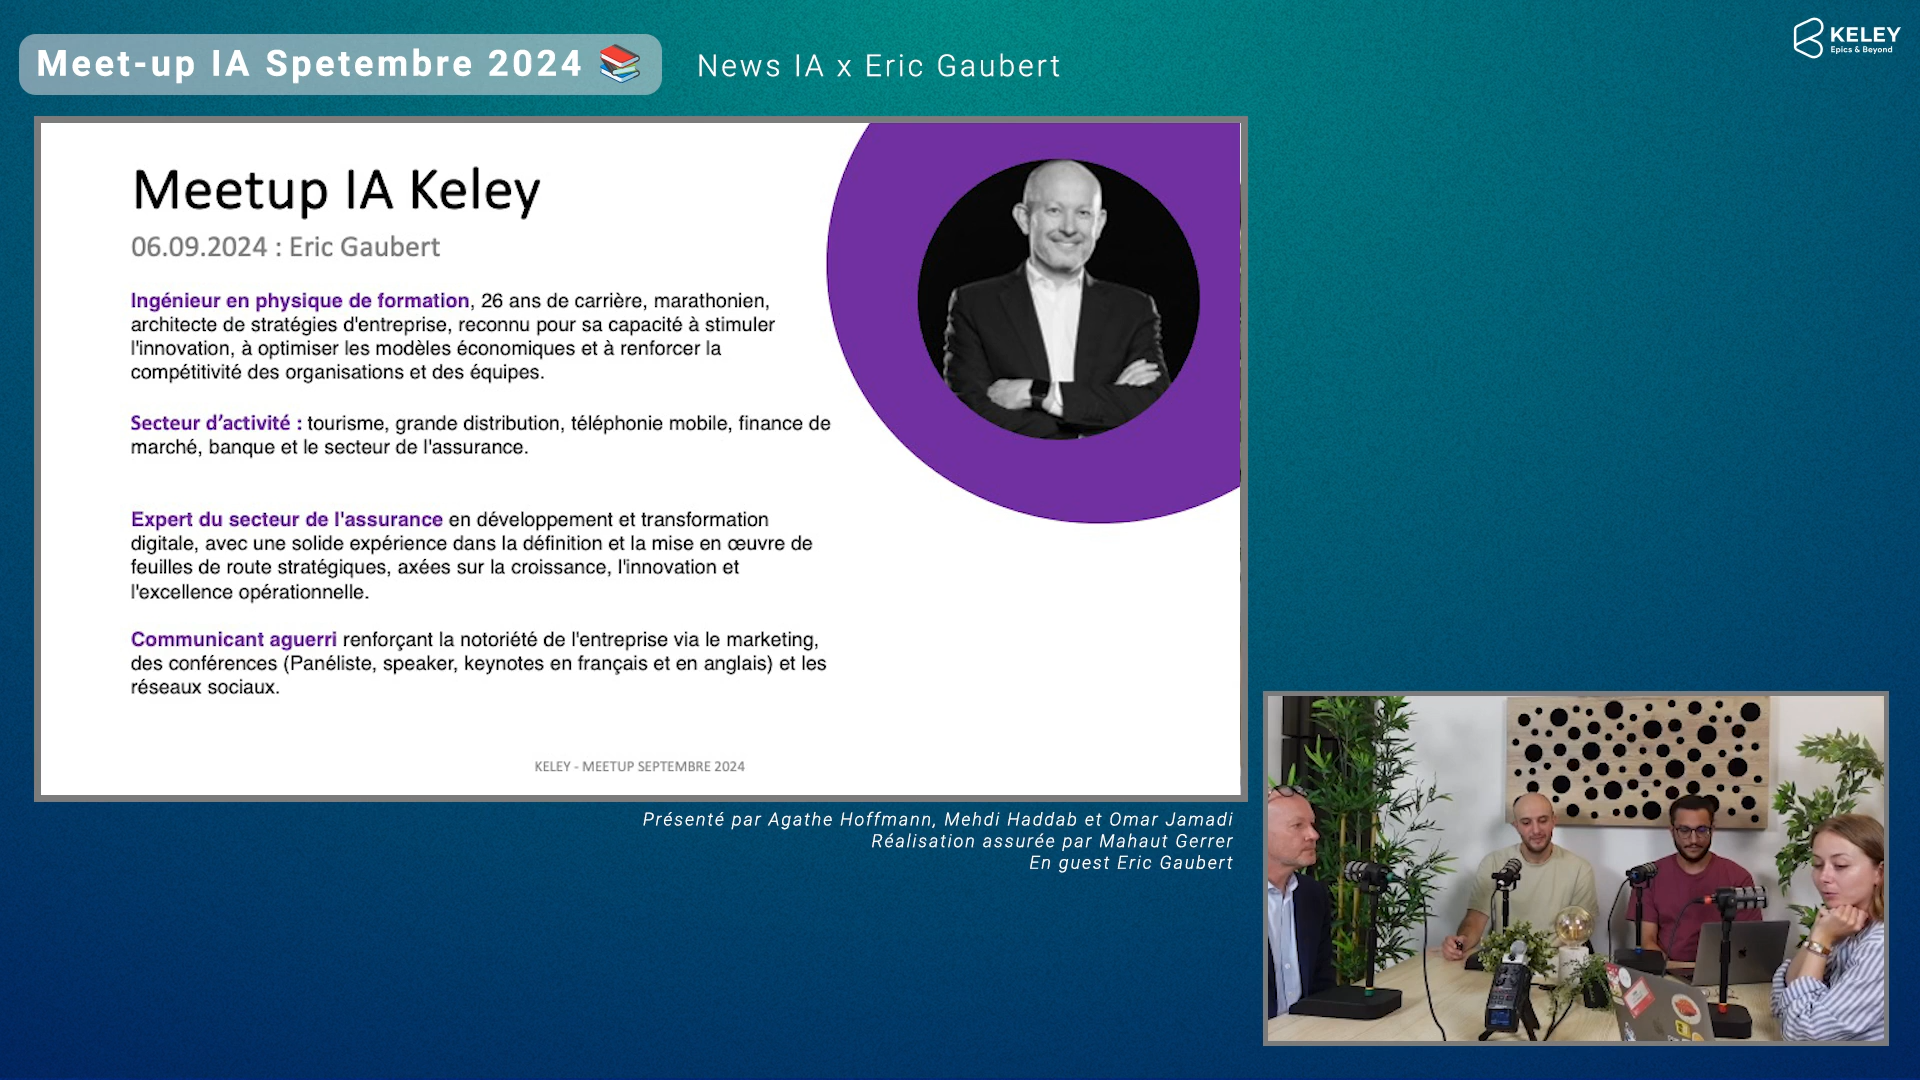 Meet-up IA Spetembre 2024
News IA x Eric Gaubert
KELEY
Epics & Beyond
Meetup IA Keley
06.09.2024 : Eric Gaubert
Ingénieur en physique de formation, 26 ans de carrière, marathonien,
architecte de stratégies d'entreprise, reconnu pour sa capacité à stimuler
l'innovation, à optimiser les modèles économiques et à renforcer la
compétitivité des organisations et des équipes.
Secteur d’activité : tourisme, grande distribution, téléphonie mobile, finance de
marché, banque et le secteur de l'assurance.
Expert du secteur de l'assurance en développement et transformation
digitale, avec une solide expérience dans la définition et la mise en œuvre de
feuilles de route stratégiques, axées sur la croissance, l'innovation et
l'excellence opérationnelle.
Communicant aguerri renforçant la notoriété de l'entreprise via le marketing,
des conférences (Panéliste, speaker, keynotes en français et en anglais) et les
réseaux sociaux.
KELEY - MEETUP SEPTEMBRE 2024
Présenté par Agathe Hoffmann, Mehdi Haddab et Omar Jamadi
Réalisation assurée par Mahaut Gerrer
En guest Eric Gaubert